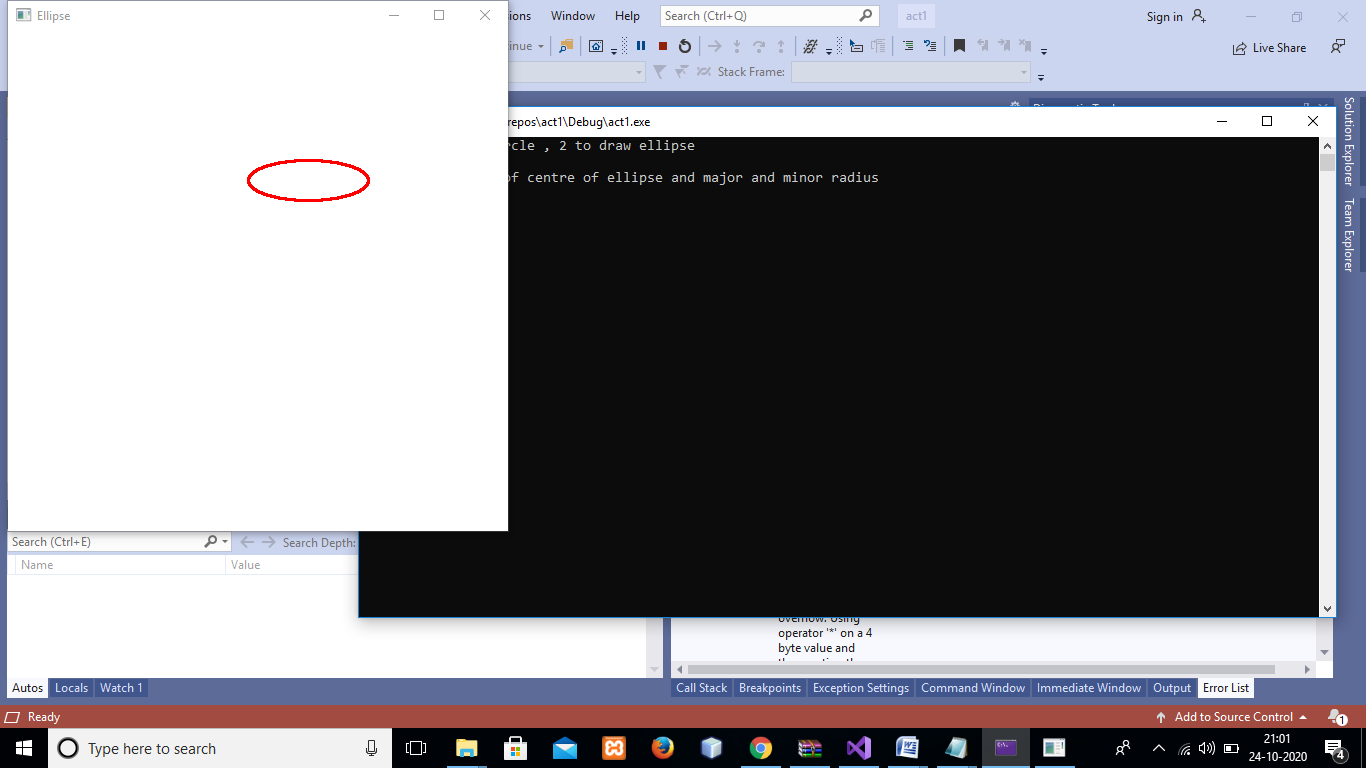 Ellipse
Window Help Search (Ctrl+Q) act1 Sign in
Live Share
Stack Frame:
repos\act1\Debug\act1.exe
, 2 to draw ellipse
of centre of ellipse and major and minor radius
Solution Explorer
Team Explorer
Search (Ctrl+E) Search Depth:
Name Value
overflow. Using
operator '*' on a 4
byte value and
Autos Locals Watch 1
Call Stack Breakpoints Exception Settings Command Window Immediate Window Output Error List
Ready Add to Source Control 1
Type here to search
21:01
24-10-2020
4